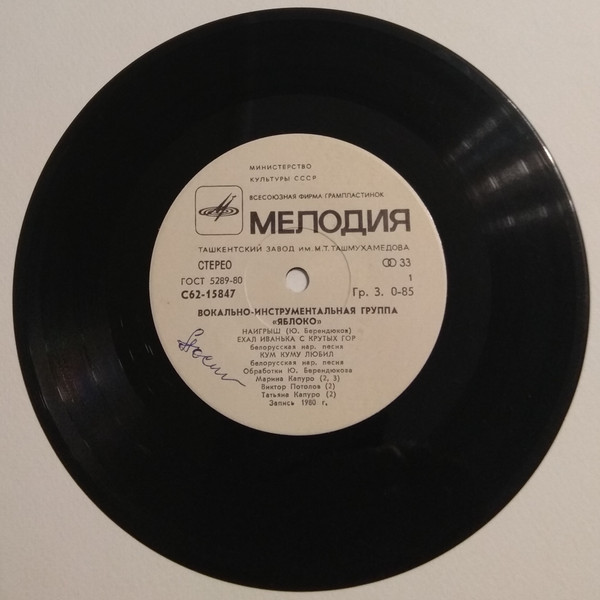 МИНИСТЕРСТВО
КУЛЬТУРЫ СССР
ВСЕСОЮЗНАЯ ФИРМА ГРАМПЛАСТИНОК
МЕЛОДИЯ
ТАШКЕНТСКИЙ ЗАВОД ИМ. М.Т. ТАШМУХАМЕДОВА
СТЕРЕО 33
ГОСТ 5289-80 1
С62-15847 Гр. 3. 0-85
ВОКАЛЬНО-ИНСТРУМЕНТАЛЬНАЯ ГРУППА
«ЯБЛОКО»
НАИГРЫШ (Ю. Берендюков)
ЕХАЛ ИВАНЬКА С КРУТЫХ ГОР
белорусская нар. песня
КУМ КУМУ ЛЮБИЛ
белорусская нар. песня
Обработки Ю. Берендюкова
Марина Капуро (2, 3)
Виктор Потолов (2)
Татьяна Капуро (2)
Запись 1980 г.